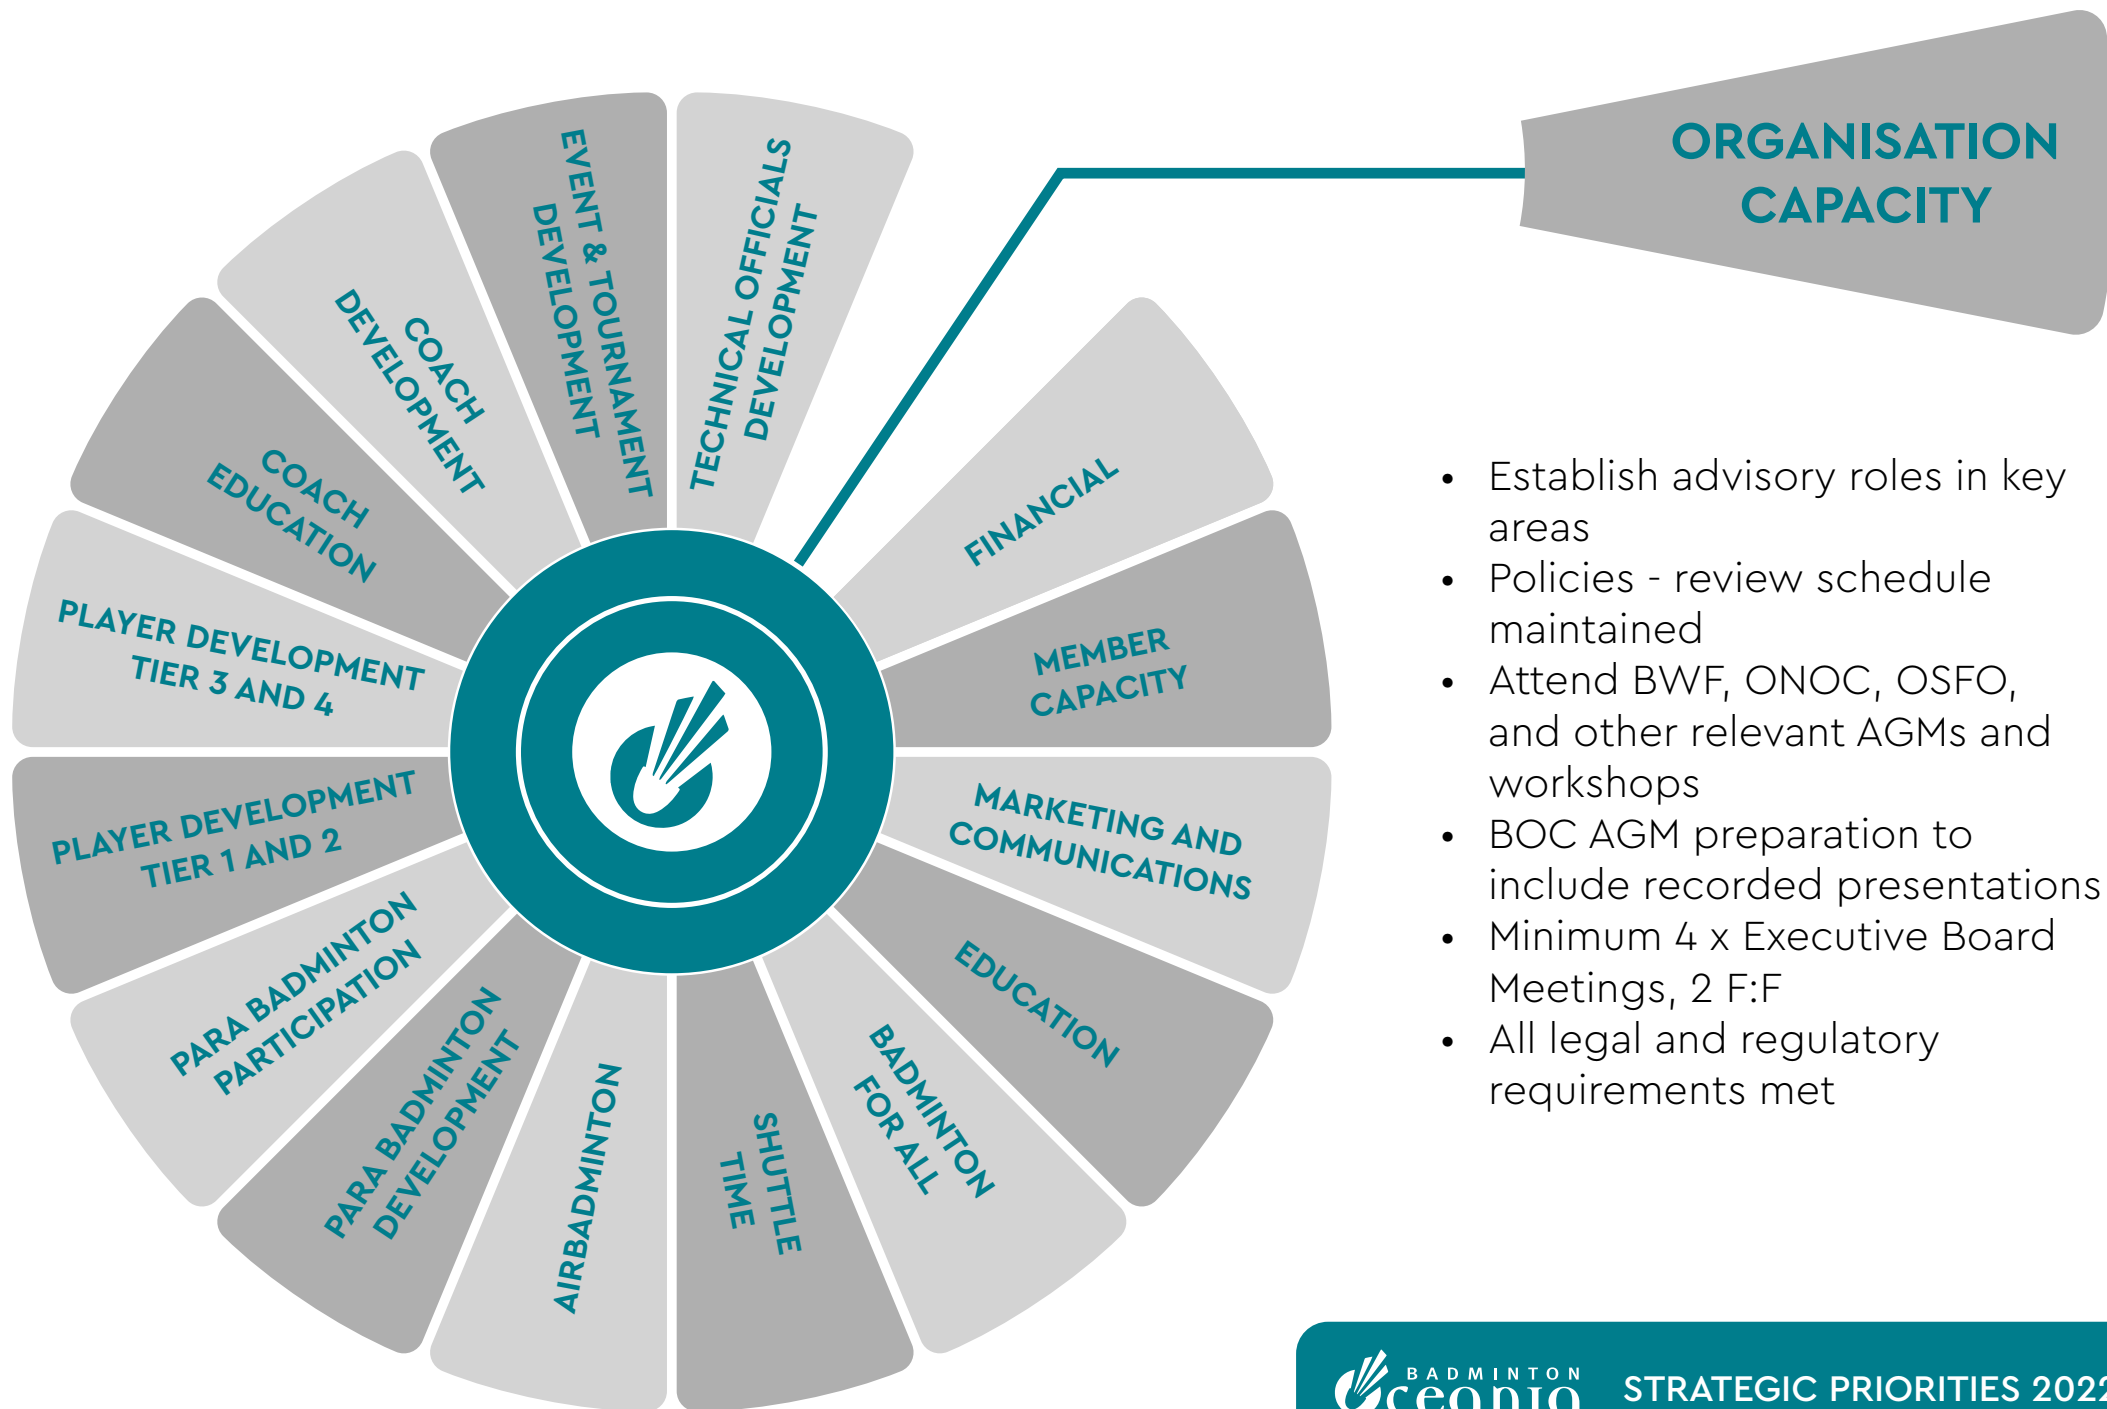 ORGANISATION
CAPACITY
EVENT & TOURNAMENT
DEVELOPMENT
TECHNICAL OFFICIALS
DEVELOPMENT
FINANCIAL
MEMBER
CAPACITY
MARKETING AND
COMMUNICATIONS
EDUCATION
BADMINTON
FOR ALL
SHUTTLE
TIME
AIRBADMINTON
PARA BADMINTON
DEVELOPMENT
PARA BADMINTON
PARTICIPATION
PLAYER DEVELOPMENT
TIER 1 AND 2
PLAYER DEVELOPMENT
TIER 3 AND 4
COACH
EDUCATION
COACH
DEVELOPMENT
• Establish advisory roles in key
areas
• Policies - review schedule
maintained
• Attend BWF, ONOC, OSFO,
and other relevant AGMs and
workshops
• BOC AGM preparation to
include recorded presentations
• Minimum 4 x Executive Board
Meetings, 2 F:F
• All legal and regulatory
requirements met
BADMINTON
Oceania
STRATEGIC PRIORITIES 2022